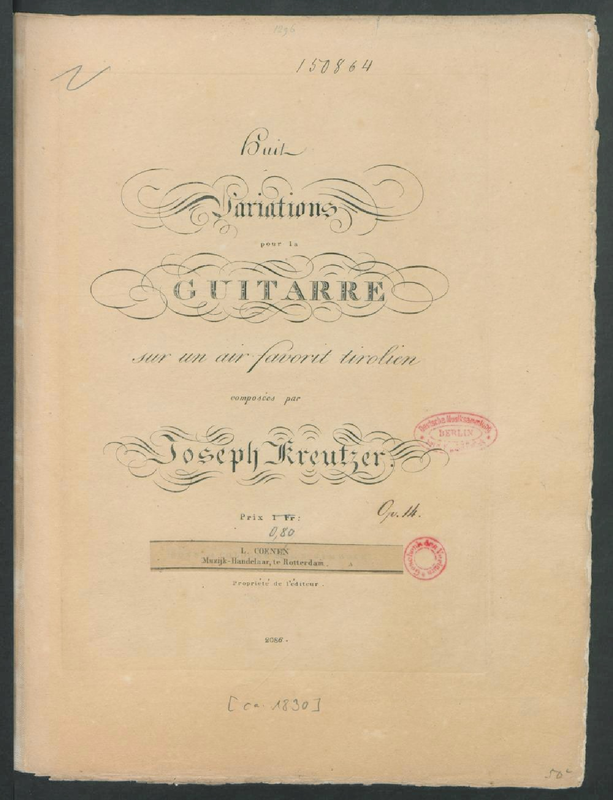 150864
Huit
Variations
pour la
GUITARRE
sur un air favorit tirolien
composées par
Joseph Kreutzer.
BERLIN
Op. 14.
Prix 1 Fr:
0,80
L. COENEN
Muzijk-Handelaar, te Rotterdam.
Propriété de l'éditeur.
2086.
[ca. 1830]